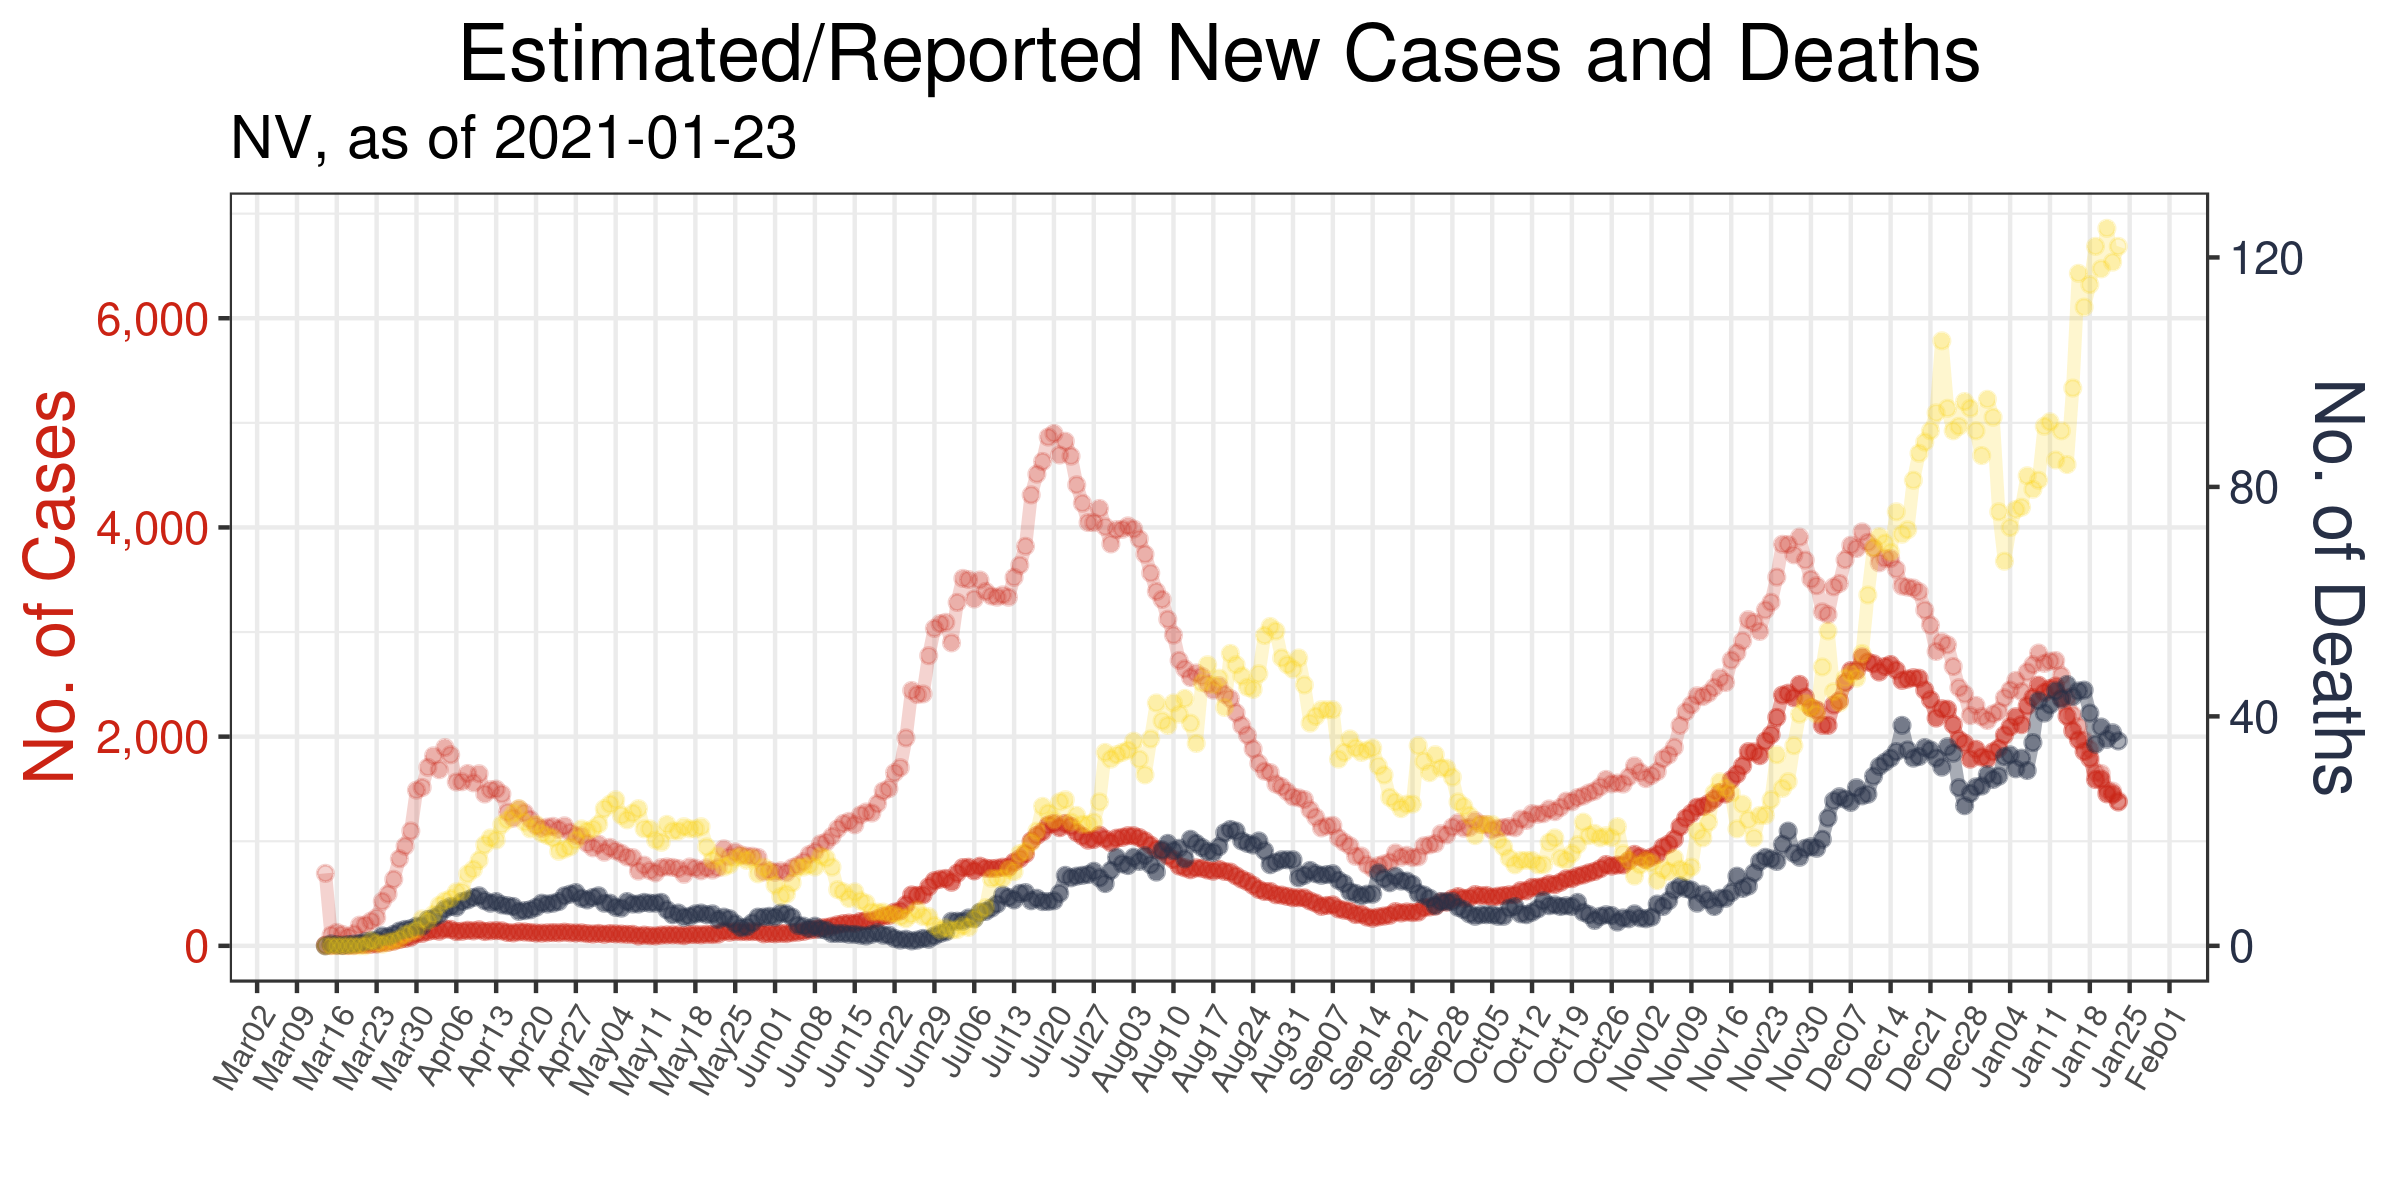 Estimated/Reported New Cases and Deaths
NV, as of 2021-01-23
No. of Cases
6,000
4,000
2,000
0
No. of Deaths
120
80
40
0
Mar02
Mar09
Mar16
Mar23
Mar30
Apr06
Apr13
Apr20
Apr27
May04
May11
May18
May25
Jun01
Jun08
Jun15
Jun22
Jun29
Jul06
Jul13
Jul20
Jul27
Aug03
Aug10
Aug17
Aug24
Aug31
Sep07
Sep14
Sep21
Sep28
Oct05
Oct12
Oct19
Oct26
Nov02
Nov09
Nov16
Nov23
Nov30
Dec07
Dec14
Dec21
Dec28
Jan04
Jan11
Jan18
Jan25
Feb01